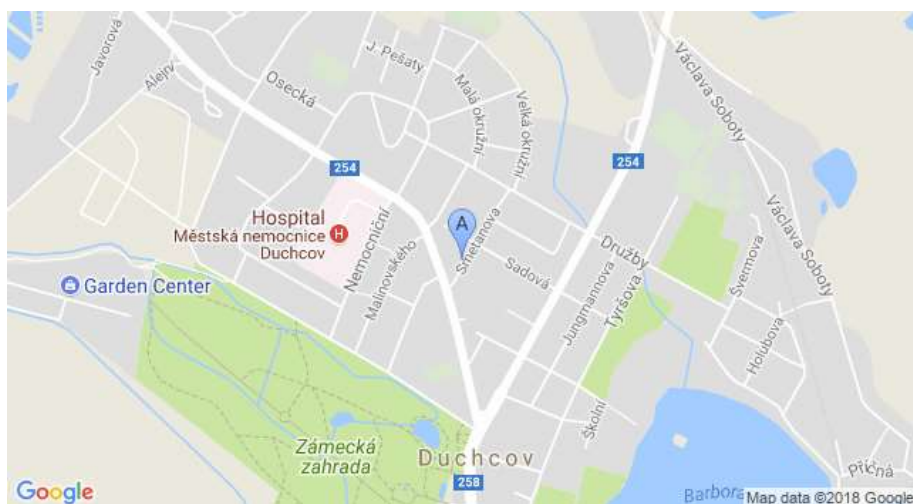 Javorová
Alejní
Osecká
J. Pešaty
Malá okružní
Velká okružní
Václava Soboty
254
254
Hospital
Městská nemocnice
Duchcov
H
Nemocniční
Malinovského
A
Smetanova
Sadová
Družby
Jungmannova
Tyršova
Václava Soboty
Švermova
Holubova
Garden Center
Školní
Zámecká
zahrada
Duchcov
258
Barbora
Příčná
Google
Map data ©2018 Google